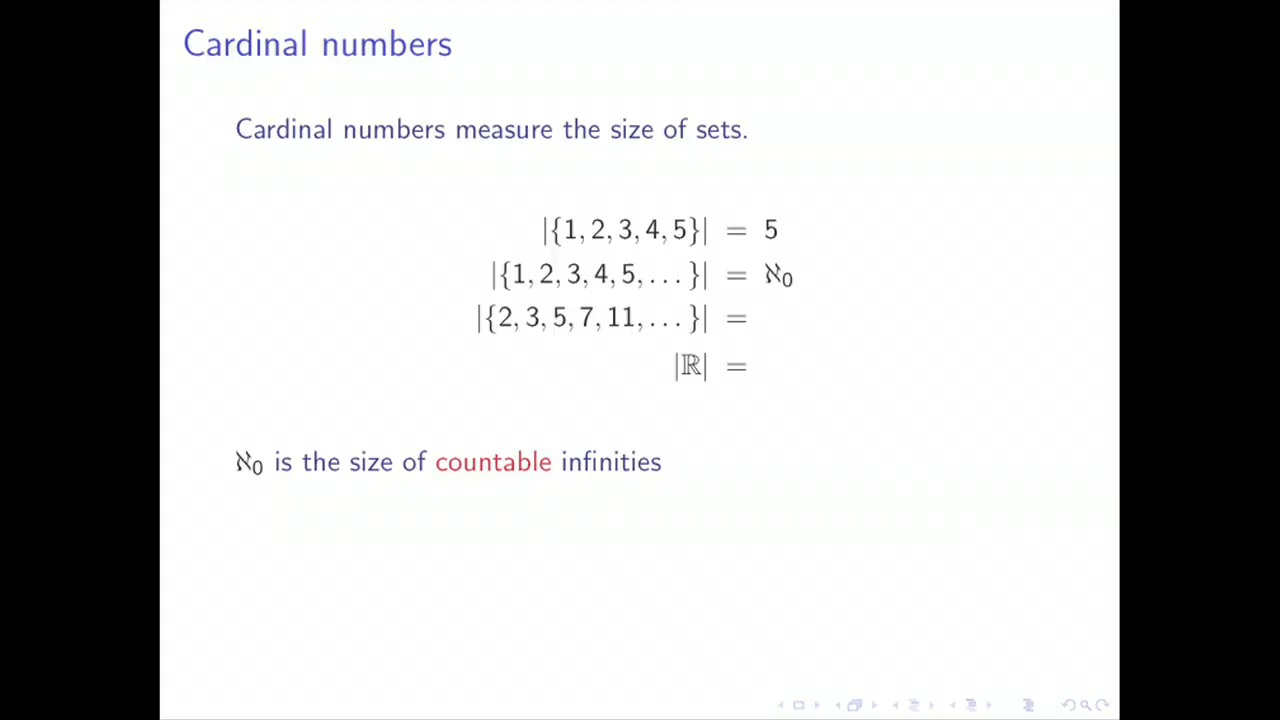 Cardinal numbers
Cardinal numbers measure the size of sets.
|{1, 2, 3, 4, 5}| = 5
|{1, 2, 3, 4, 5, . . . }| = ℵ₀
|{2, 3, 5, 7, 11, . . . }| =
|ℝ| =
ℵ₀ is the size of countable infinities